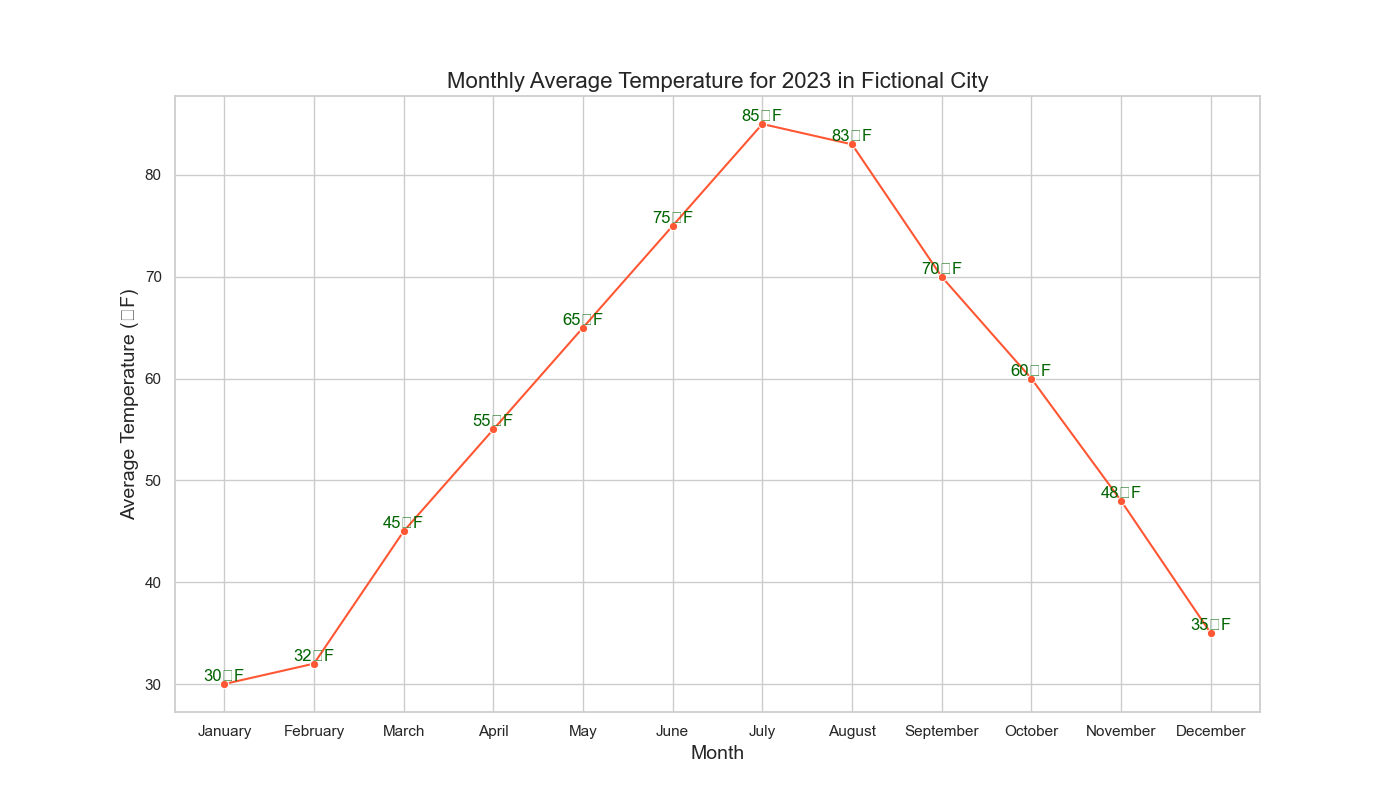 Monthly Average Temperature for 2023 in Fictional City
Average Temperature (▯F)
80
70
60
50
40
30
30▯F
32▯F
45▯F
55▯F
65▯F
75▯F
85▯F
83▯F
70▯F
60▯F
48▯F
35▯F
January February March April May June July August September October November December
Month